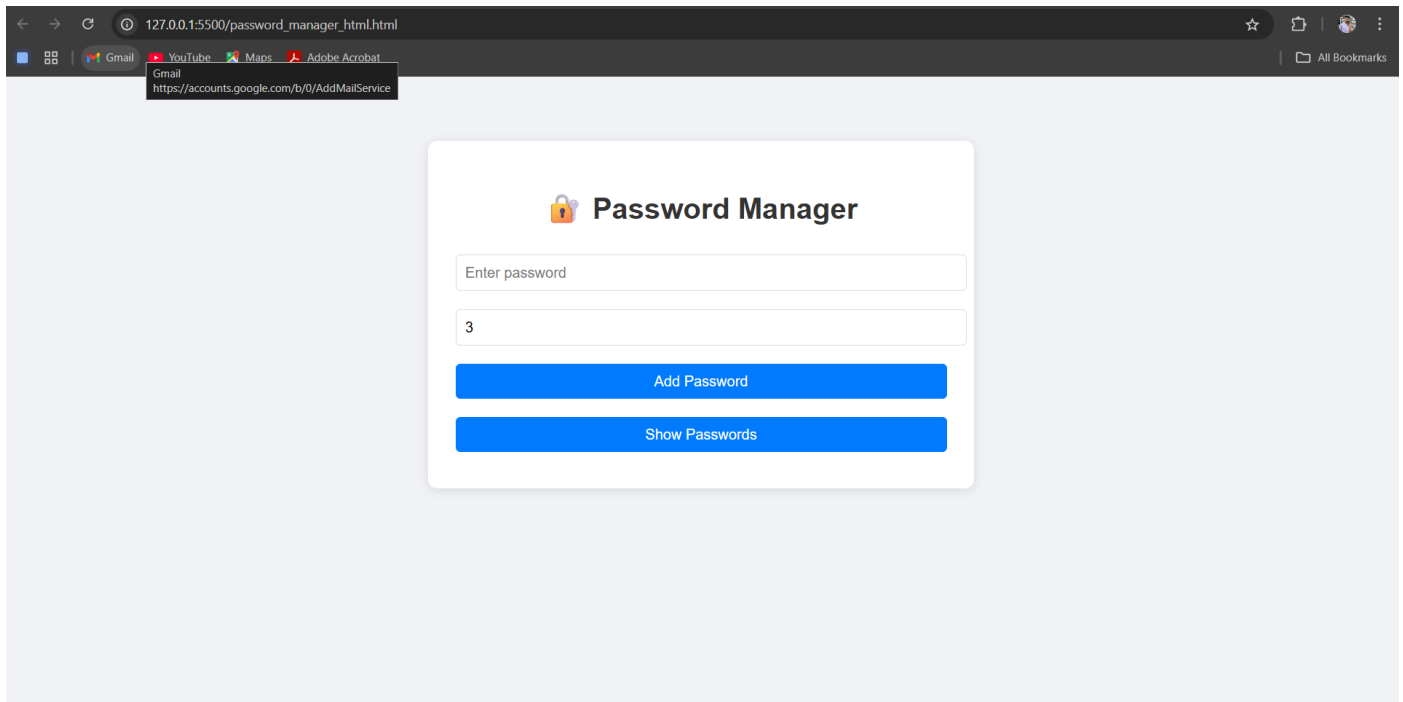 127.0.0.1:5500/password_manager_html.html
Gmail YouTube Maps Adobe Acrobat All Bookmarks
Gmail
https://accounts.google.com/b/0/AddMailService
Password Manager
Enter password
3
Add Password
Show Passwords